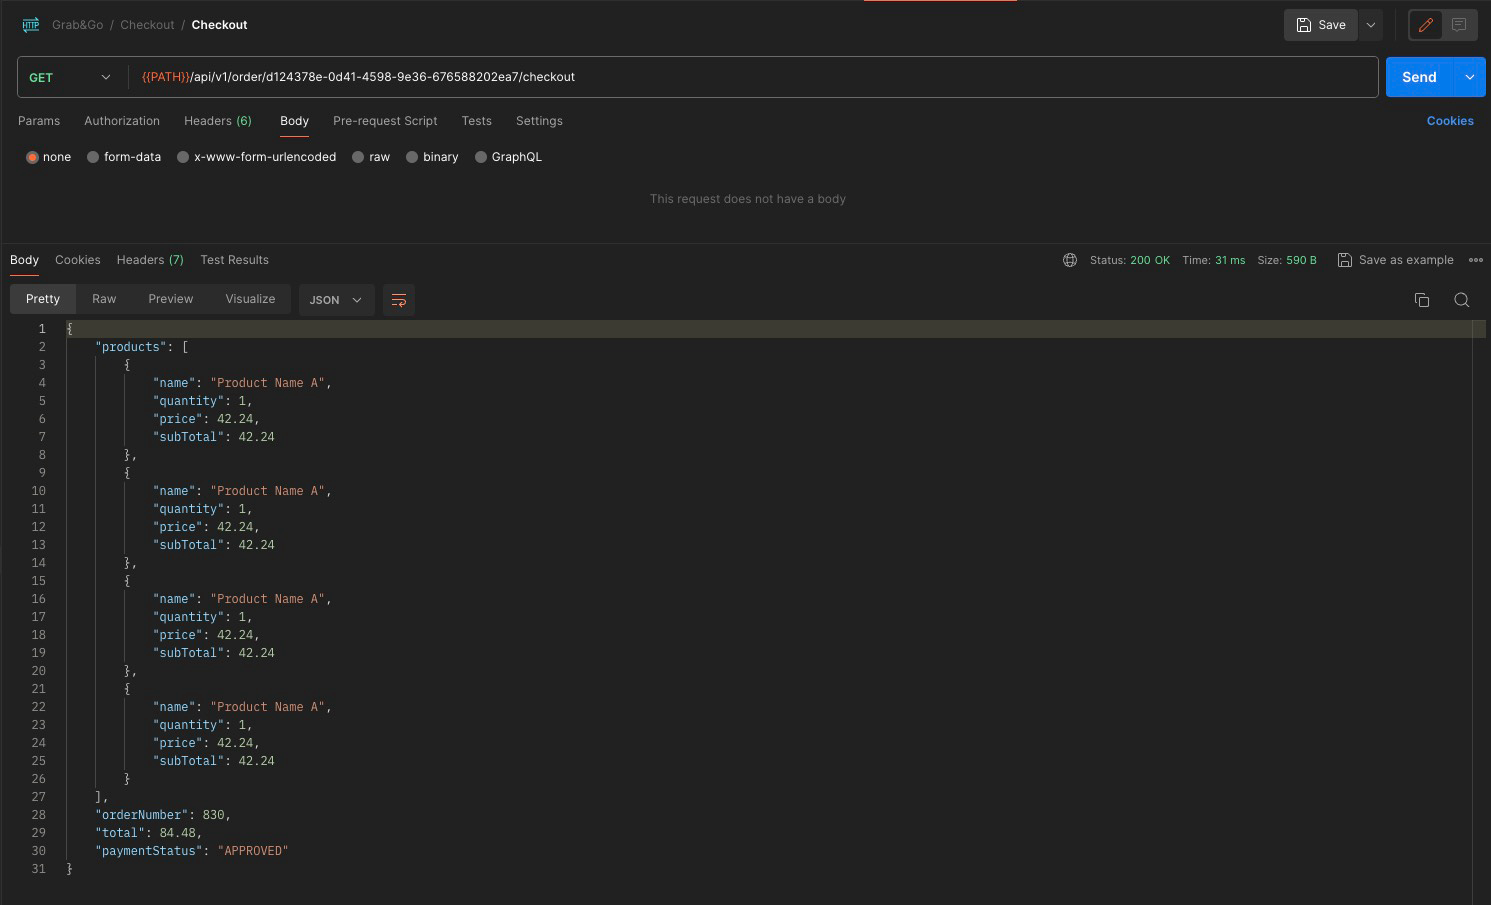 HTTP Grab&Go / Checkout / Checkout Save
GET {{PATH}}/api/v1/order/d124378e-0d41-4598-9e36-676588202ea7/checkout Send
Params Authorization Headers (6) Body Pre-request Script Tests Settings Cookies
none form-data x-www-form-urlencoded raw binary GraphQL
This request does not have a body
Body Cookies Headers (7) Test Results Status: 200 OK Time: 31 ms Size: 590 B Save as example
Pretty Raw Preview Visualize JSON
1 {
2 "products": [
3 {
4 "name": "Product Name A",
5 "quantity": 1,
6 "price": 42.24,
7 "subTotal": 42.24
8 },
9 {
10 "name": "Product Name A",
11 "quantity": 1,
12 "price": 42.24,
13 "subTotal": 42.24
14 },
15 {
16 "name": "Product Name A",
17 "quantity": 1,
18 "price": 42.24,
19 "subTotal": 42.24
20 },
21 {
22 "name": "Product Name A",
23 "quantity": 1,
24 "price": 42.24,
25 "subTotal": 42.24
26 }
27 ],
28 "orderNumber": 830,
29 "total": 84.48,
30 "paymentStatus": "APPROVED"
31 }